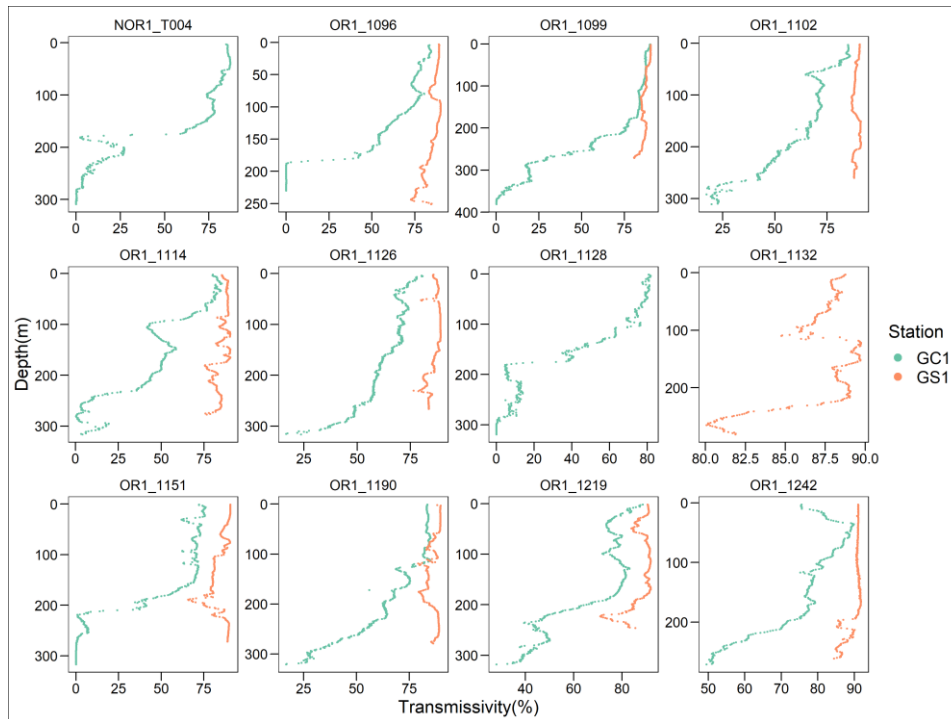 NOR1_T004 OR1_1096 OR1_1099 OR1_1102
0 100 200 300
0 50 100 150 200 250
0 100 200 300 400
0 100 200 300
0 25 50 75
0 25 50 75
0 25 50 75
25 50 75
OR1_1114 OR1_1126 OR1_1128 OR1_1132
0 100 200 300
0 100 200 300
0 100 200 300
0 100 200
0 25 50 75
25 50 75
0 20 40 60 80
80.0 82.5 85.0 87.5 90.0
OR1_1151 OR1_1190 OR1_1219 OR1_1242
0 100 200 300
0 100 200 300
0 100 200 300
0 100 200
0 25 50 75
25 50 75
40 60 80
50 60 70 80 90
Depth(m)
Transmissivity(%)
Station
GC1
GS1